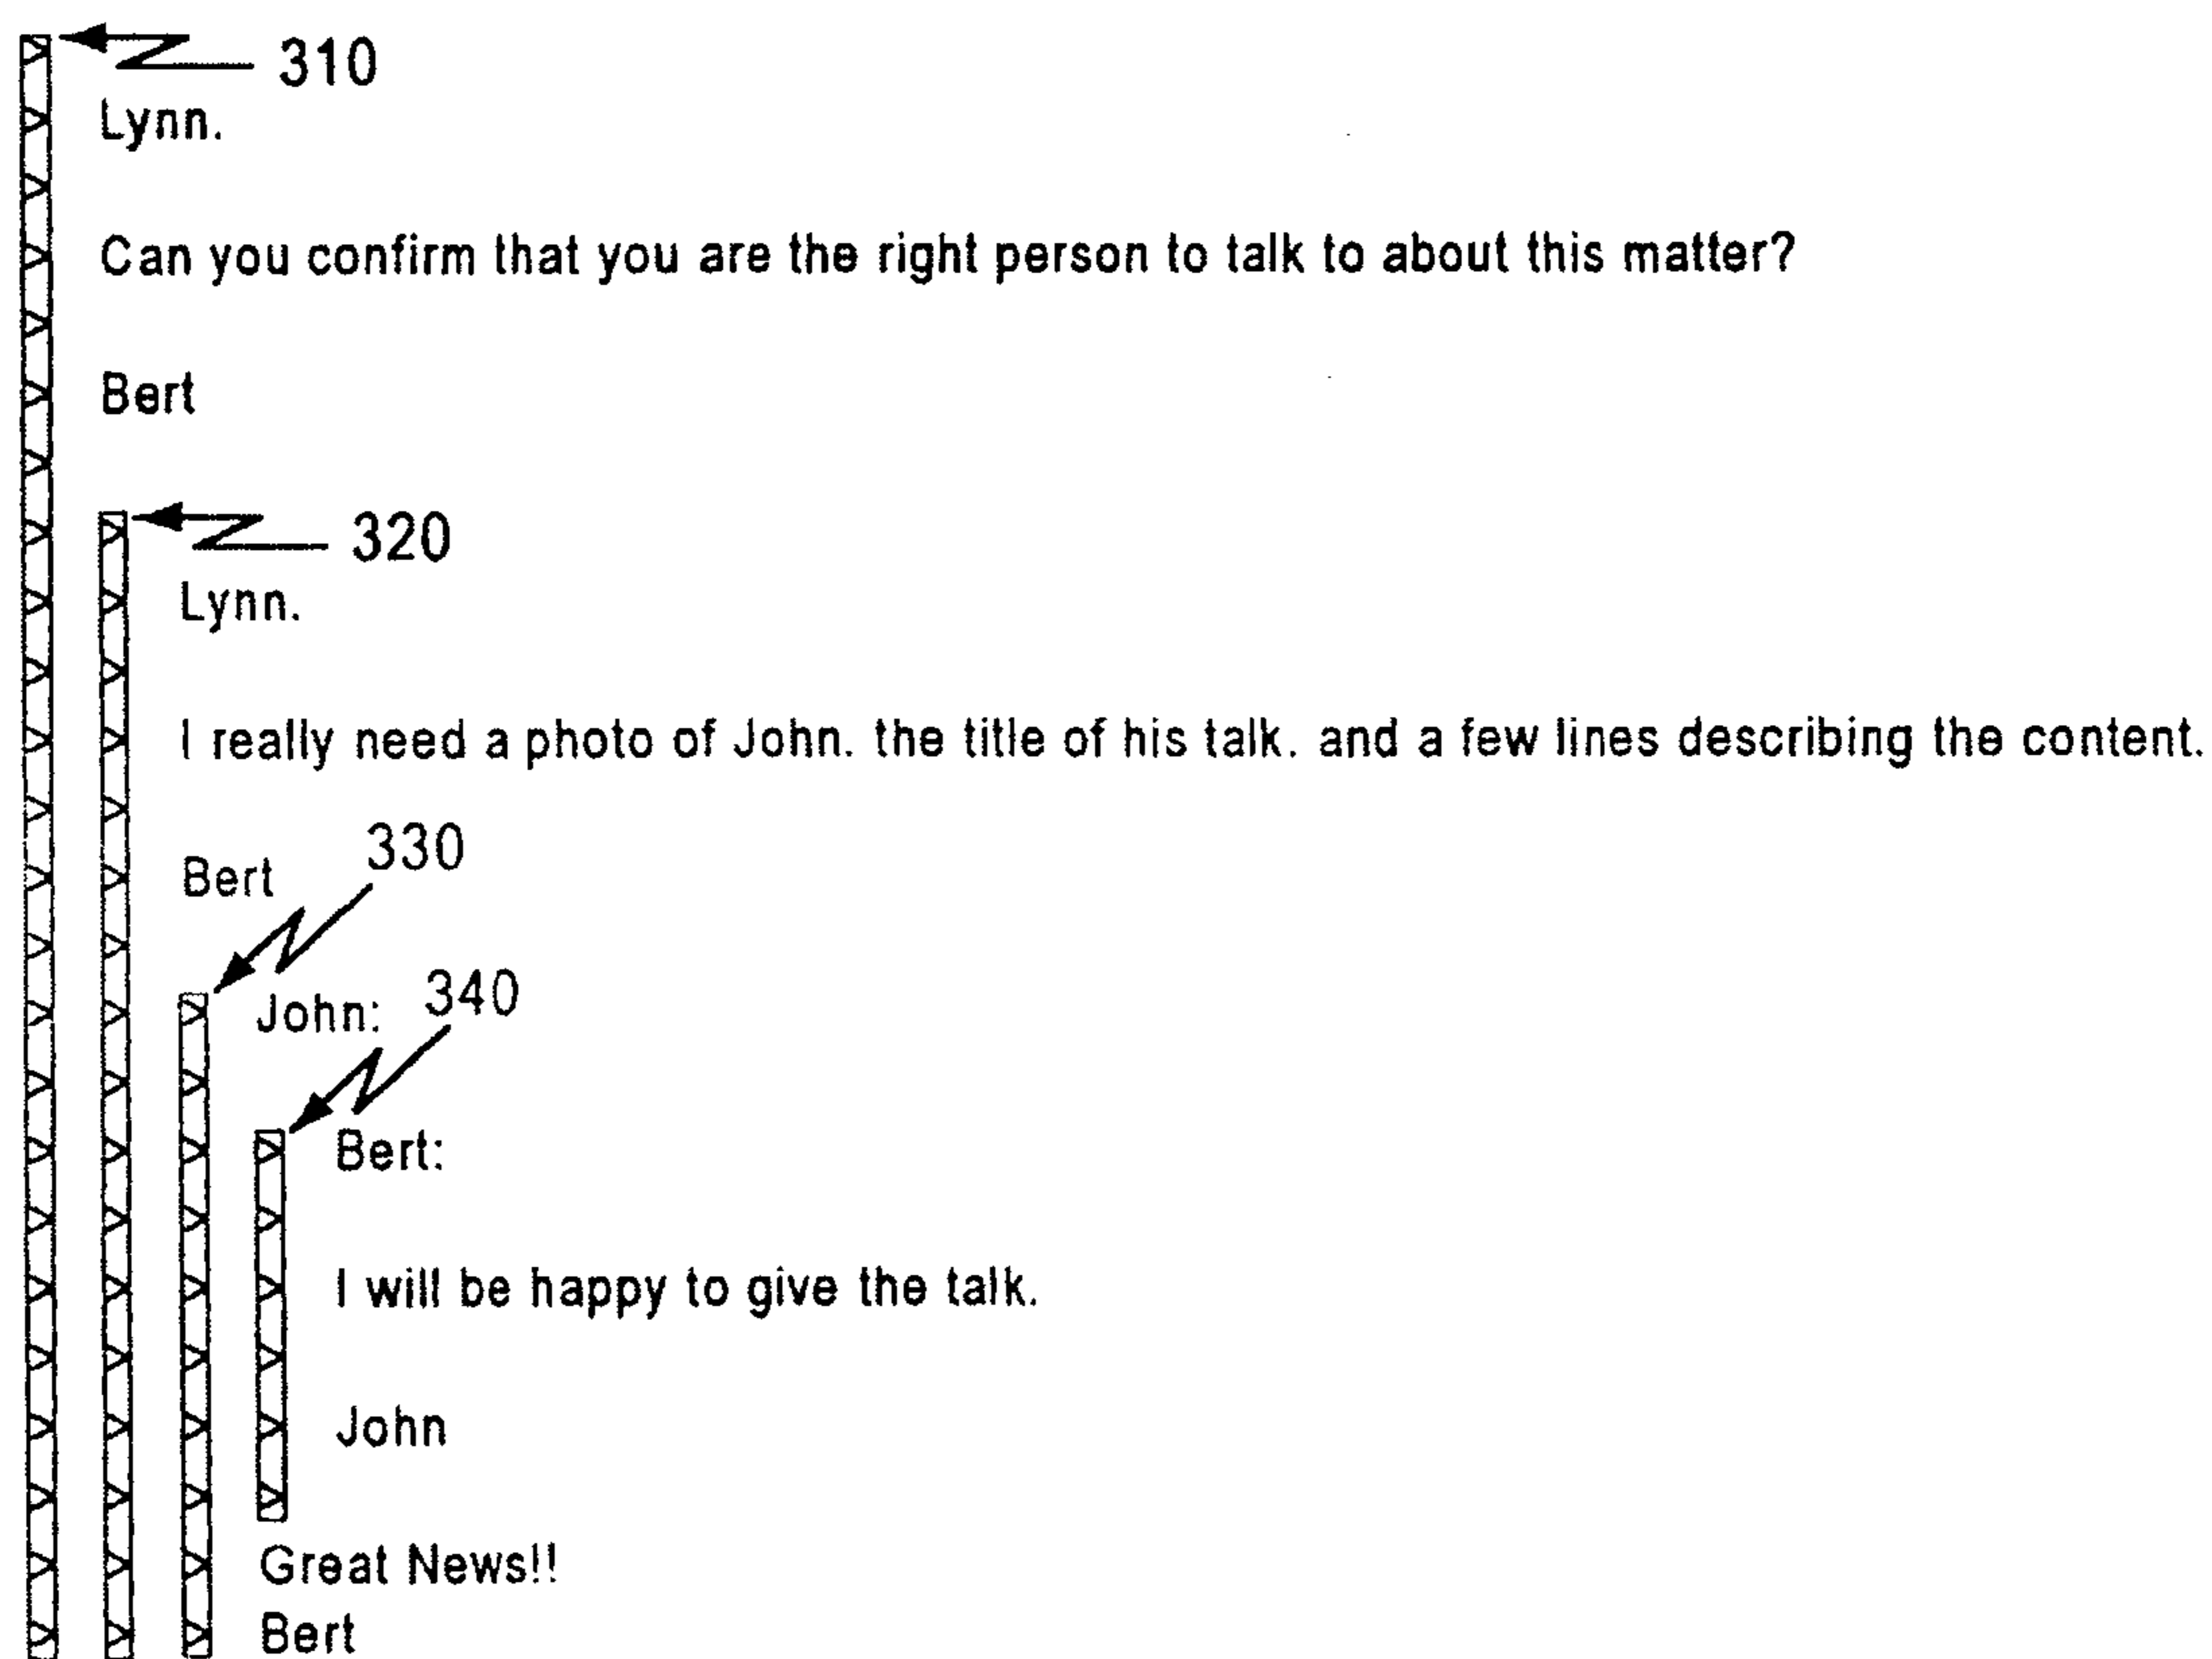 310
Lynn.
Can you confirm that you are the right person to talk to about this matter?
Bert
320
Lynn.
I really need a photo of John. the title of his talk. and a few lines describing the content.
330
Bert
John: 340
Bert:
I will be happy to give the talk.
John
Great News!!
Bert